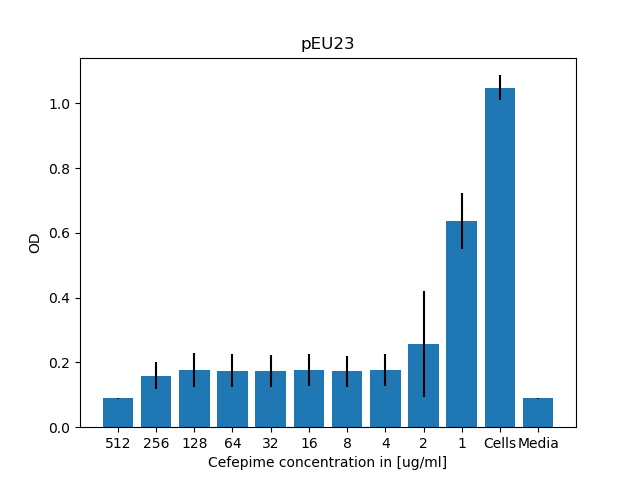 pEU23
OD
1.0
0.8
0.6
0.4
0.2
0.0
512 256 128 64 32 16 8 4 2 1 Cells Media
Cefepime concentration in [ug/ml]